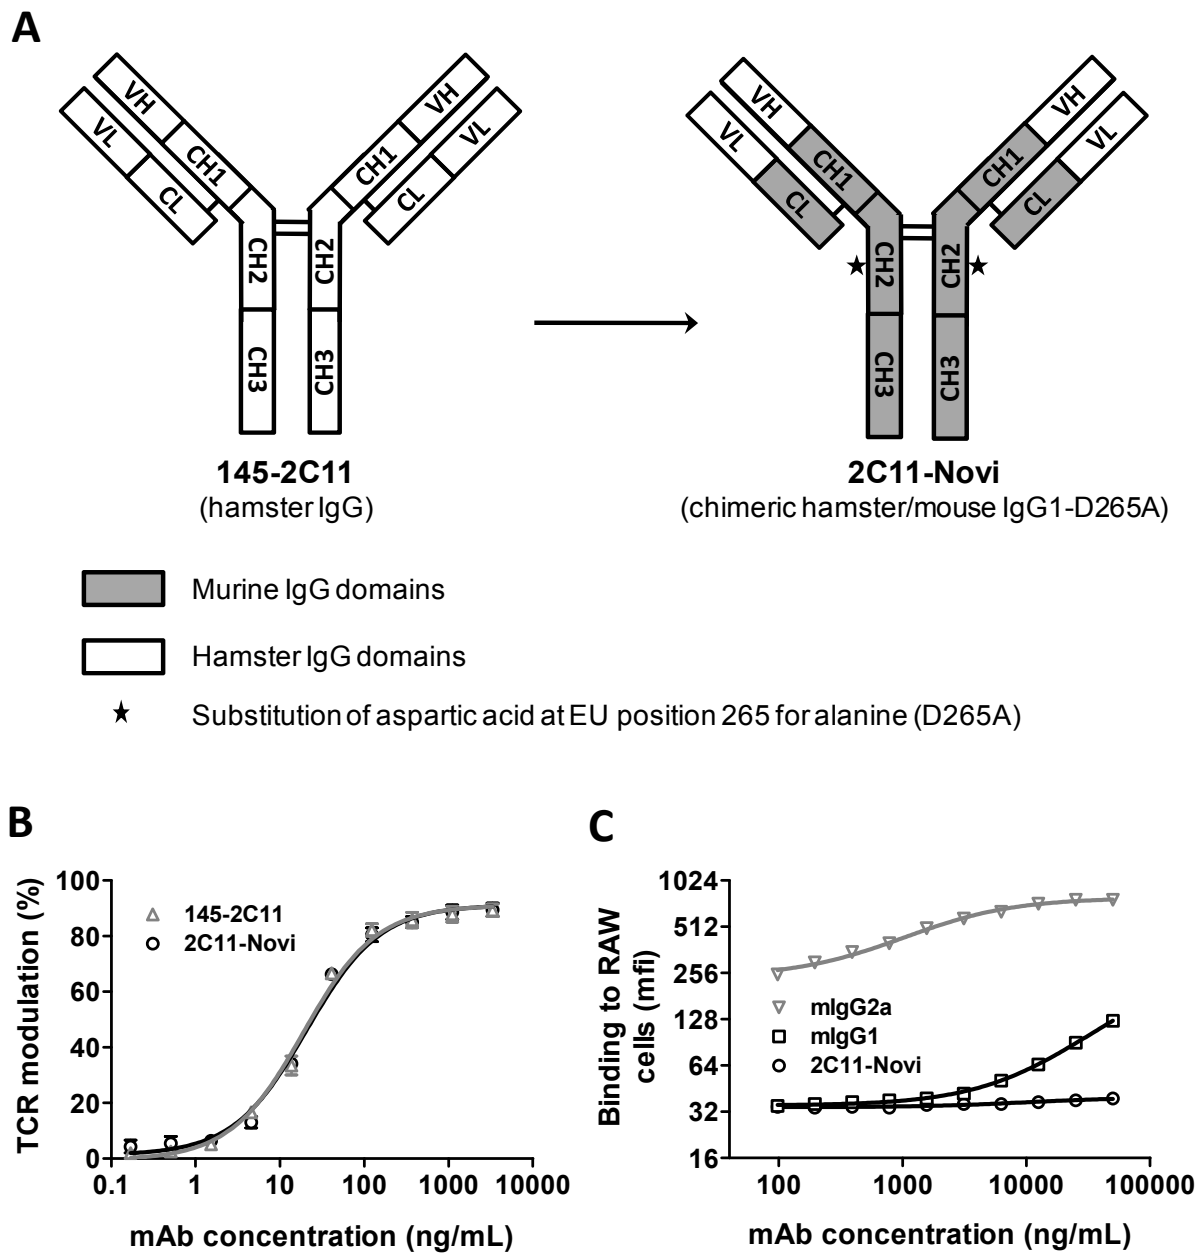 A
VH
VL
CH1
CL
CH2
CH3
VH
VL
CH1
CL
CH2
CH3
145-2C11
(hamster IgG)
VH
VL
CH1
CL
CH2
CH3
VH
VL
CH1
CL
CH2
CH3
2C11-Novi
(chimeric hamster/mouse IgG1-D265A)
Murine IgG domains
Hamster IgG domains
Substitution of aspartic acid at EU position 265 for alanine (D265A)
B
TCR modulation (%)
100
80
60
40
20
0
145-2C11
2C11-Novi
0.1 1 10 100 1000 10000
mAb concentration (ng/mL)
C
Binding to RAW
cells (mfi)
1024
512
256
128
64
32
16
mIgG2a
mIgG1
2C11-Novi
100 1000 10000 100000
mAb concentration (ng/mL)